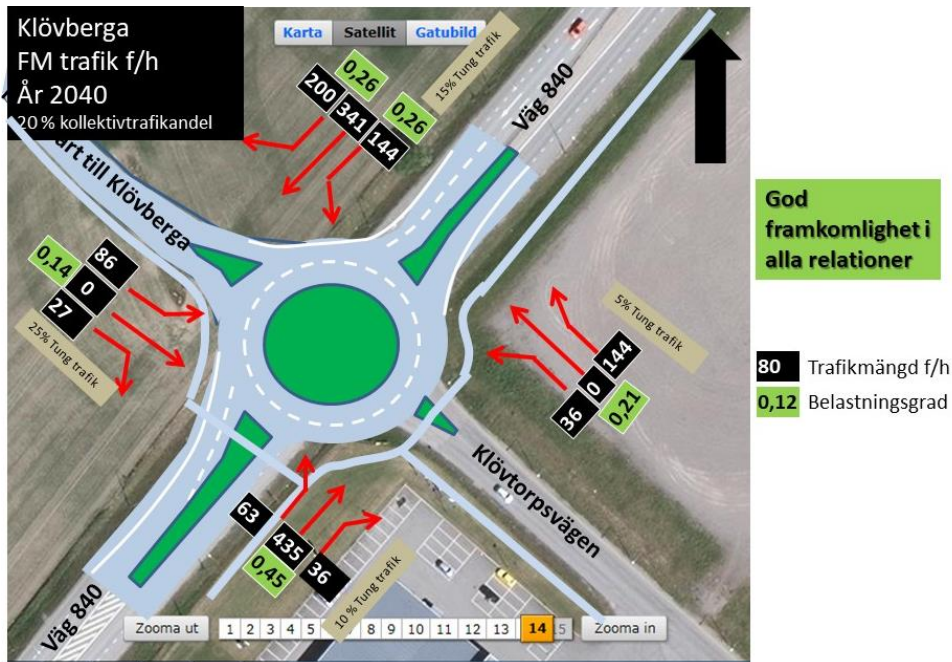 Klövberga
FM trafik f/h
År 2040
20 % kollektivtrafikandel
Karta Satellit Gatubild
Väg 840
15% Tung trafik
0,26
0,26
200 341 144
art till Klövberga
0,14
86
0
27
25% Tung trafik
God
framkomlighet i
alla relationer
5% Tung trafik
144
0
36
0,21
80 Trafikmängd f/h
0,12 Belastningsgrad
Klövtorpsvägen
63 435 36
0,45
10 % Tung trafik
Väg 840
Zooma ut 1 2 3 4 5 8 9 10 11 12 13 14 15 Zooma in